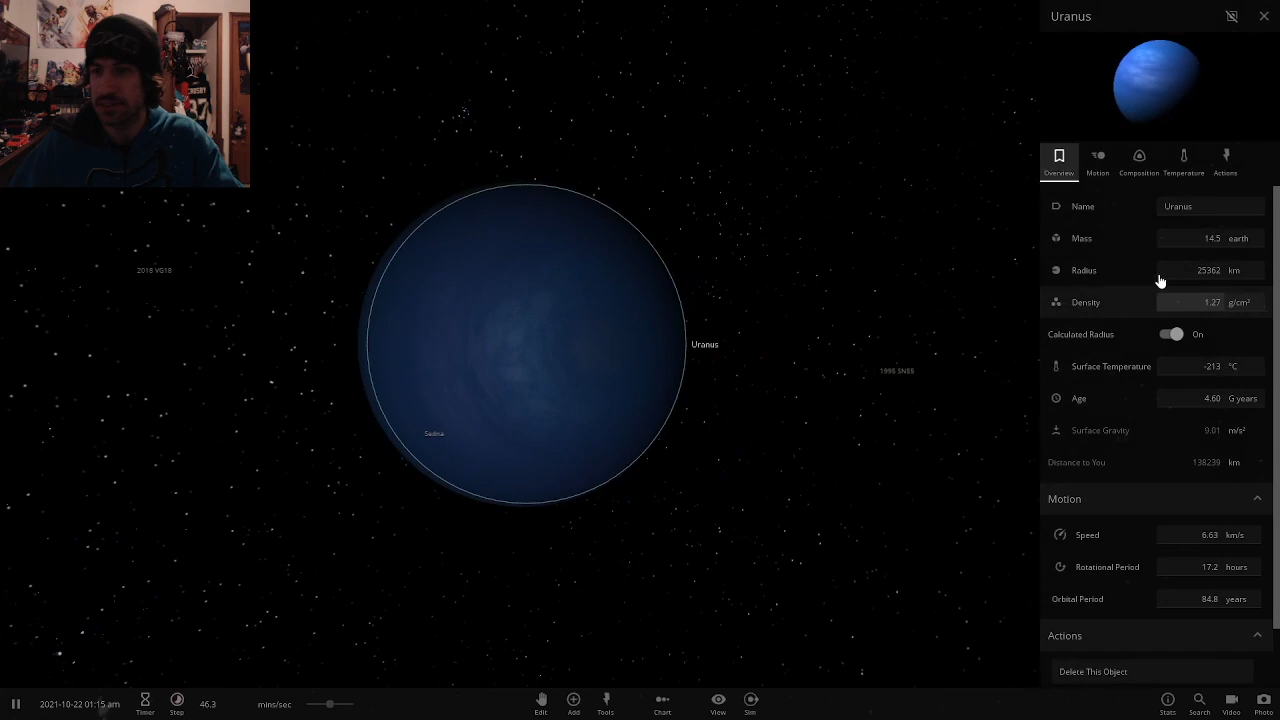 Uranus
CROSBY
87
Overview
Motion
Composition
Temperature
Actions
Name Uranus
Mass 14.5 earth
2018 VG18
Radius 25362 km
Density 1.27 g/cm³
Calculated Radius On
Uranus
Surface Temperature -213 °C
1995 SN55
Age 4.60 G years
Surface Gravity 9.01 m/s²
Sedna
Distance to You 138239 km
Motion
Speed 6.63 km/s
Rotational Period 17.2 hours
Orbital Period 84.8 years
Actions
Delete This Object
2021-10-22 01:15 am
Timer
Step
46.3 mins/sec
Edit
Add
Tools
Chart
View
Sim
Stats
Search
Video
Photo